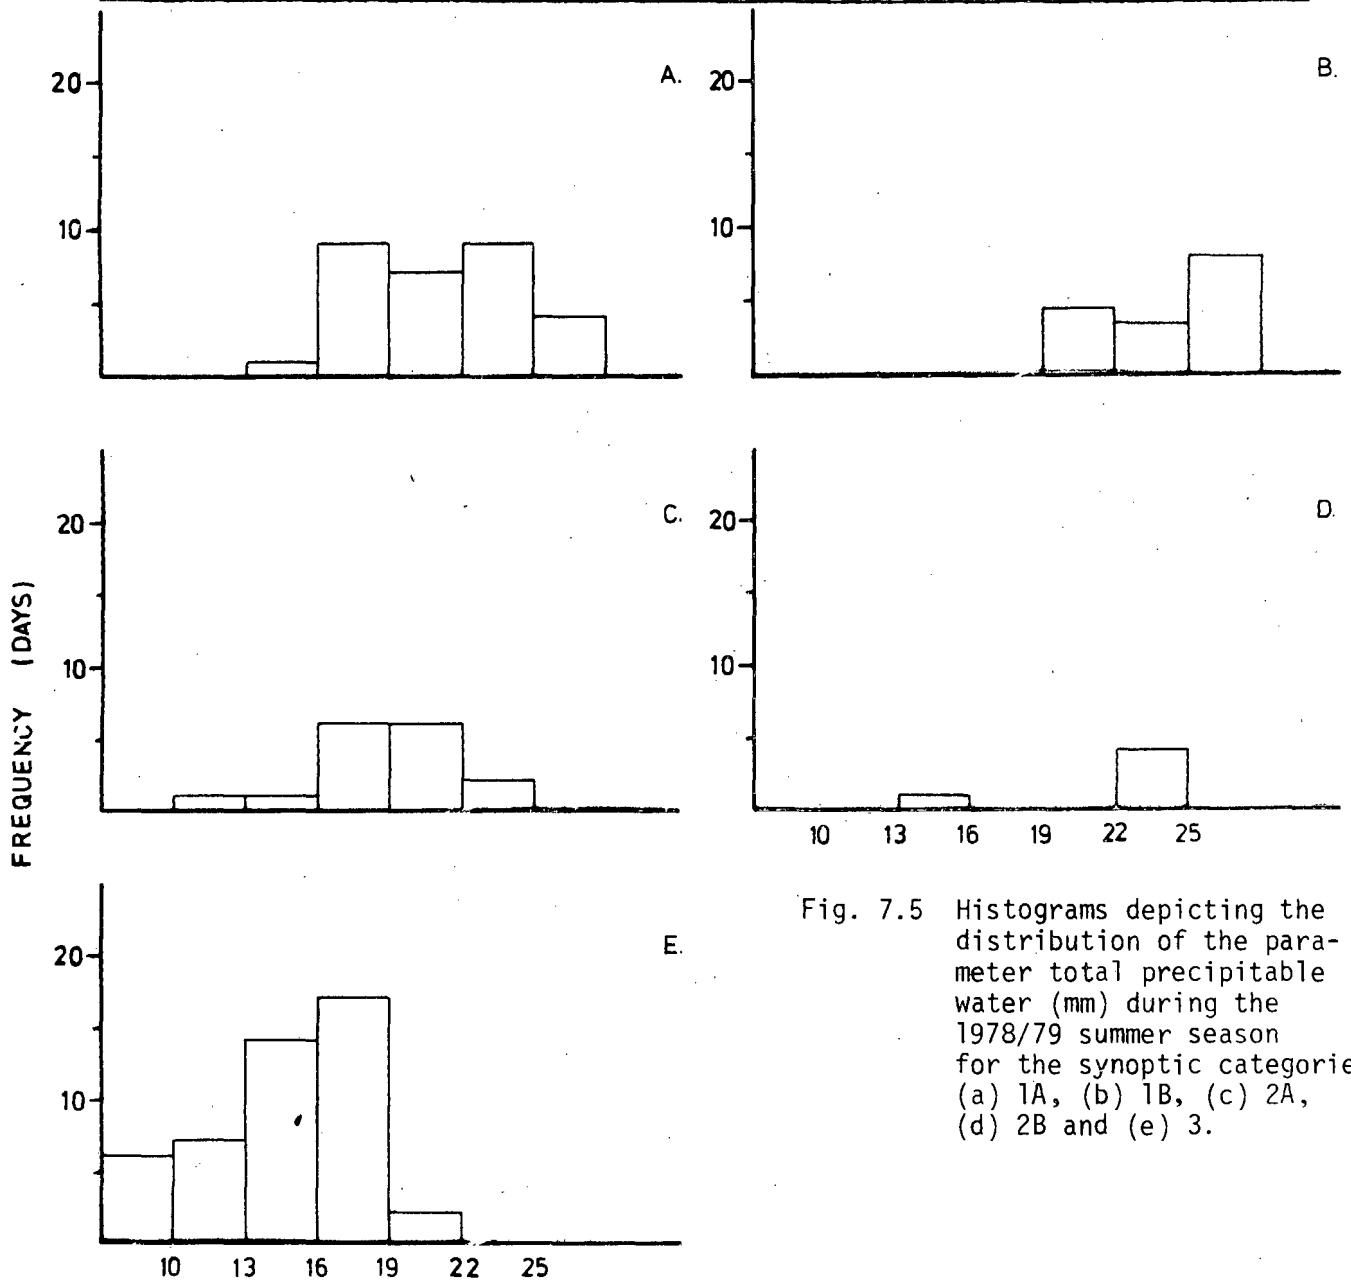 A.
20
10
B.
20
10
C.
20
10
D.
20
10
10 13 16 19 22 25
FREQUENCY (DAYS)
E.
20
10
10 13 16 19 22 25
Fig. 7.5 Histograms depicting the
distribution of the para-
meter total precipitable
water (mm) during the
1978/79 summer season
for the synoptic categorie
(a) 1A, (b) 1B, (c) 2A,
(d) 2B and (e) 3.